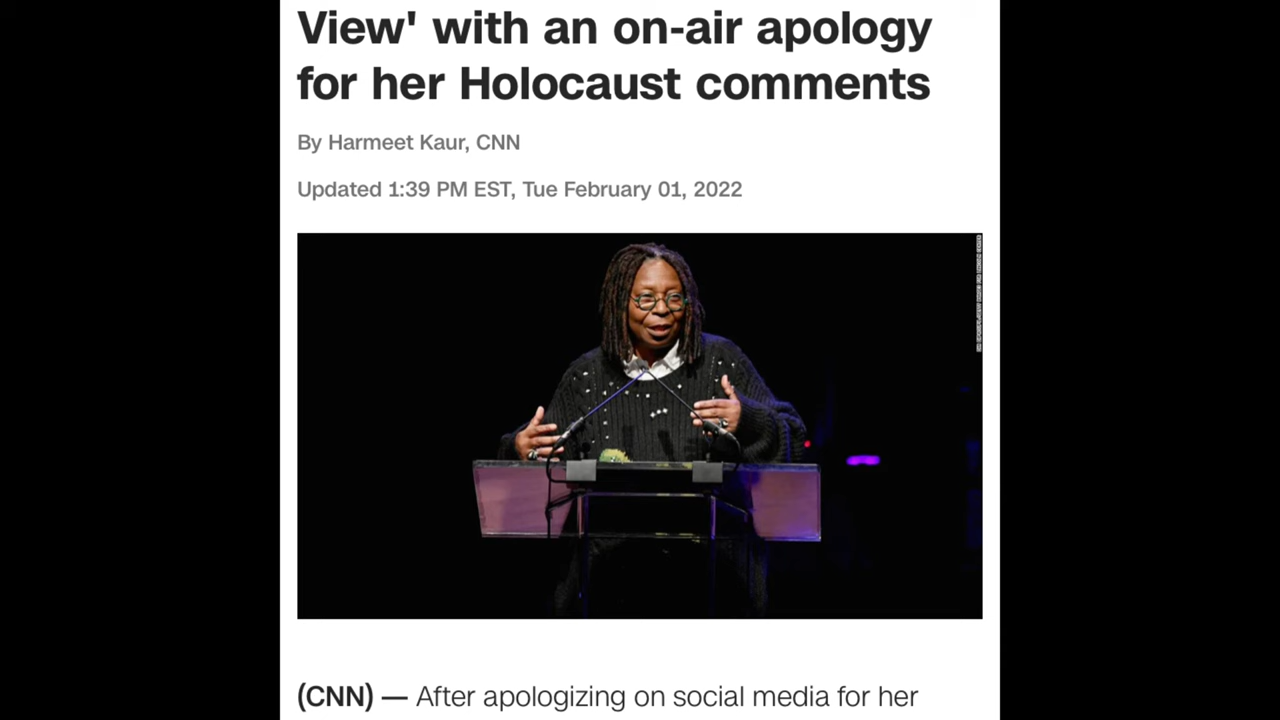 View' with an on-air apology
for her Holocaust comments
By Harmeet Kaur, CNN
Updated 1:39 PM EST, Tue February 01, 2022
(CNN) — After apologizing on social media for her